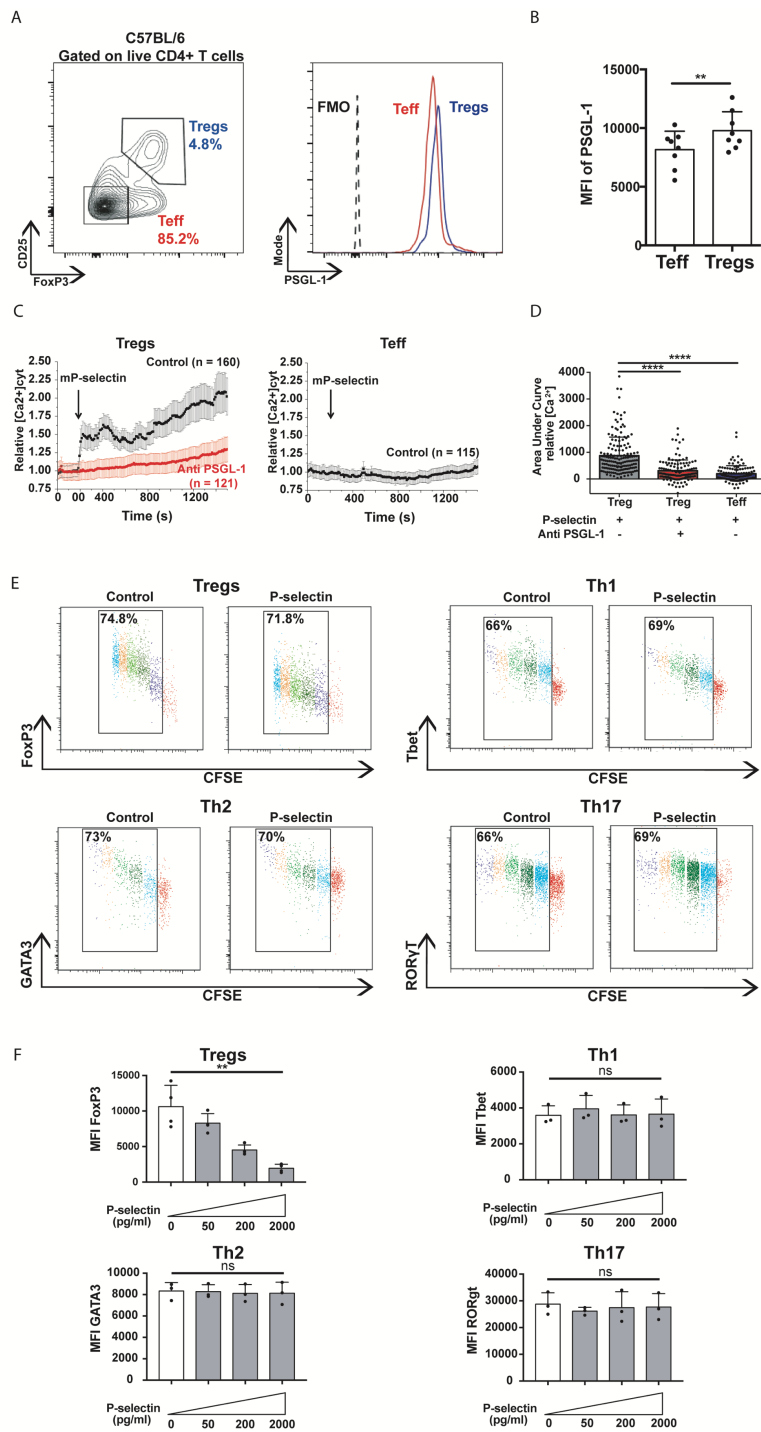 A
C57BL/6
Gated on live CD4+ T cells
Tregs
4.8%
Teff
85.2%
CD25
FoxP3
FMO
Teff
Tregs
Mode
PSGL-1
B
15000
**
10000
5000
0
MFI of PSGL-1
Teff Tregs
C
Tregs
2.50
2.25
2.00
1.75
1.50
1.25
1.00
0.75
Relative [Ca2+]cyt
Control (n = 160)
mP-selectin
Anti PSGL-1
(n = 121)
0 00 400 800 1200
Time (s)
Teff
2.50
2.25
2.00
1.75
1.50
1.25
1.00
0.75
Relative [Ca2+]cyt
mP-selectin
Control (n = 115)
0 200 400 800 1200
Time (s)
D
****
****
4000
3000
2000
1000
0
Area Under Curve
relative [Ca²⁺]
Treg Treg Teff
P-selectin + + +
Anti PSGL-1 - + -
E
Tregs
Control P-selectin
74.8% 71.8%
FoxP3
CFSE
Th1
Control P-selectin
66% 69%
Tbet
CFSE
Th2
Control P-selectin
73% 70%
GATA3
CFSE
Th17
Control P-selectin
66% 69%
RORγT
CFSE
F
Tregs
**
15000
10000
5000
0
MFI FoxP3
P-selectin
(pg/ml)
0 50 200 2000
Th1
ns
6000
4000
2000
0
MFI Tbet
P-selectin
(pg/ml)
0 50 200 2000
Th2
ns
10000
8000
6000
4000
2000
0
MFI GATA3
P-selectin
(pg/ml)
0 50 200 2000
Th17
ns
40000
30000
20000
10000
0
MFI RORgt
P-selectin
(pg/ml)
0 50 200 2000